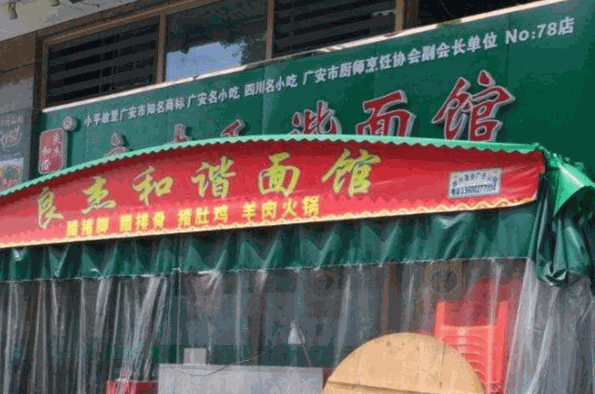 小平故里广安市知名商标 广安名小吃 四川名小吃 广安市厨师烹饪协会副会长单位 No:78店
和谐面馆
良杰和谐面馆
腊猪脚 腊排骨 猪肚鸡 羊肉火锅